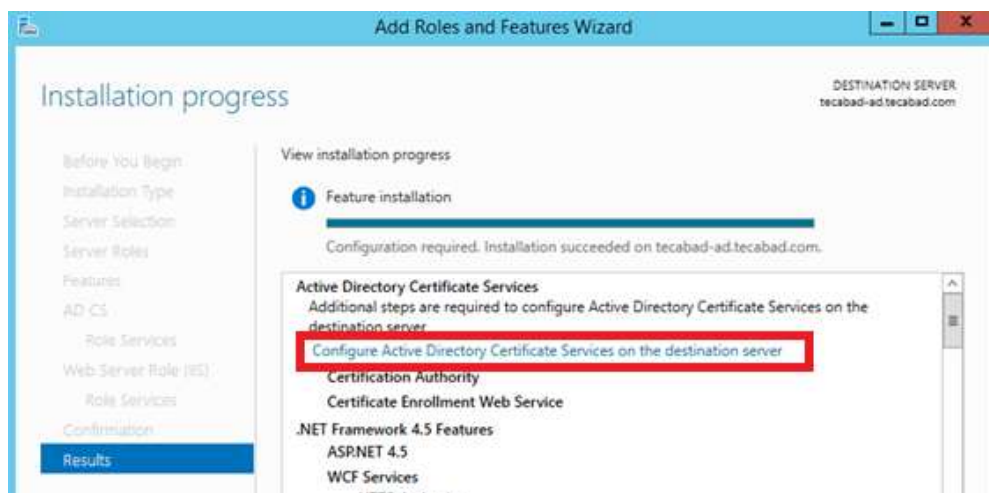 Add Roles and Features Wizard
Installation progress
DESTINATION SERVER
tecabad-ad.tecabad.com
Before You Begin
Installation Type
Server Selection
Server Roles
Features
AD CS
Role Services
Web Server Role (IIS)
Role Services
Confirmation
Results
View installation progress
Feature installation
Configuration required. Installation succeeded on tecabad-ad.tecabad.com.
Active Directory Certificate Services
Additional steps are required to configure Active Directory Certificate Services on the
destination server
Configure Active Directory Certificate Services on the destination server
Certification Authority
Certificate Enrollment Web Service
.NET Framework 4.5 Features
ASP.NET 4.5
WCF Services